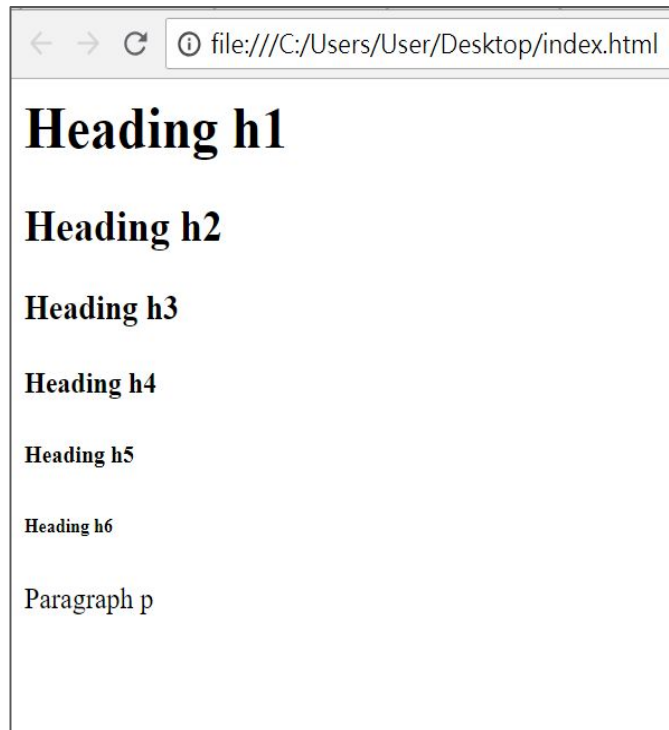 file:///C:/Users/User/Desktop/index.html
Heading h1
Heading h2
Heading h3
Heading h4
Heading h5
Heading h6
Paragraph p